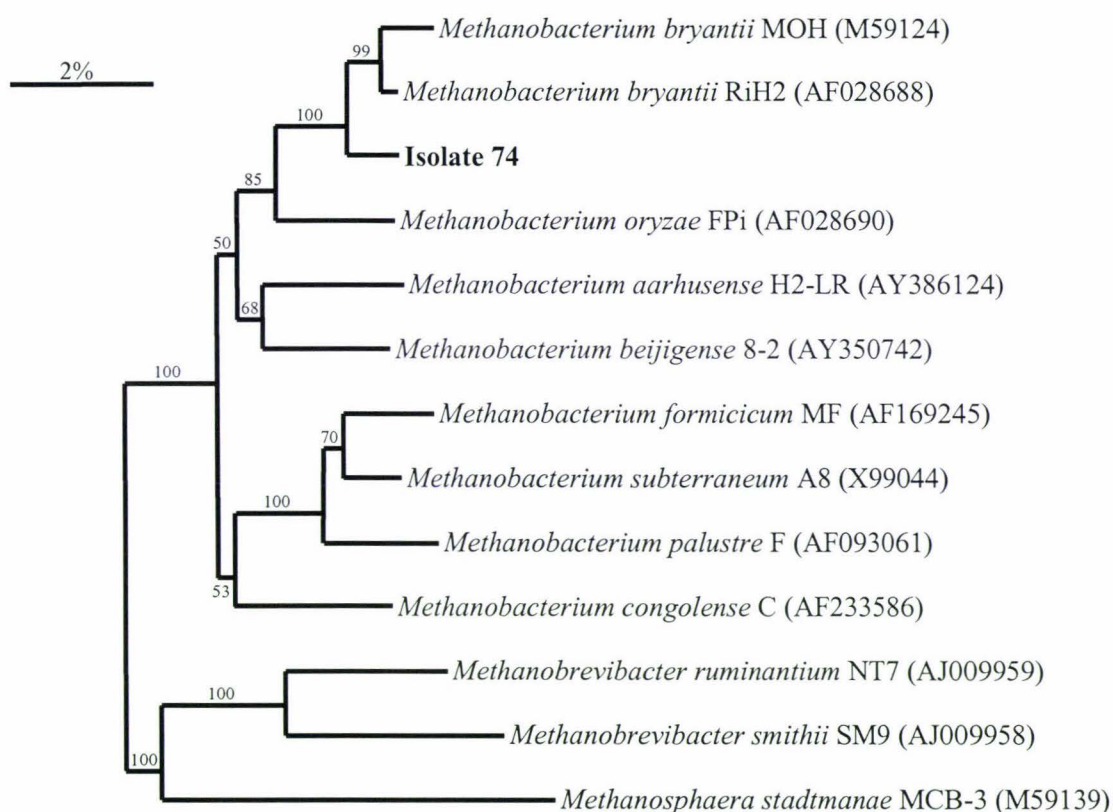 Methanobacterium bryantii MOH (M59124)
99
2%
Methanobacterium bryantii RiH2 (AF028688)
100
Isolate 74
85
Methanobacterium oryzae FPi (AF028690)
50
Methanobacterium aarhusense H2-LR (AY386124)
68
Methanobacterium beijigense 8-2 (AY350742)
100
Methanobacterium formicicum MF (AF169245)
70
Methanobacterium subterraneum A8 (X99044)
100
Methanobacterium palustre F (AF093061)
53
Methanobacterium congolense C (AF233586)
Methanobrevibacter ruminantium NT7 (AJ009959)
100
Methanobrevibacter smithii SM9 (AJ009958)
100
Methanosphaera stadtmanae MCB-3 (M59139)